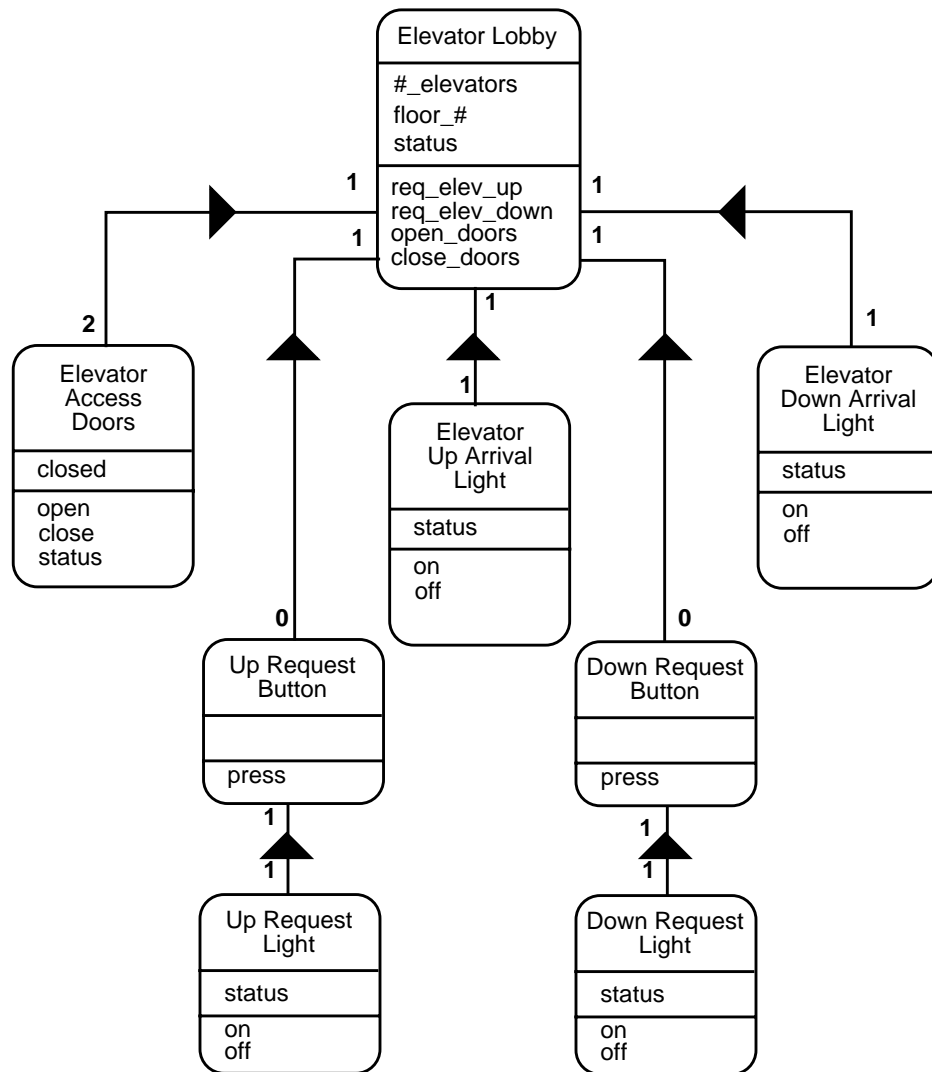 Elevator Lobby
#_elevators
floor_#
status
req_elev_up
req_elev_down
open_doors
close_doors
1
1
1
1
1
2
1
1
Elevator
Access
Doors
closed
open
close
status
Elevator
Up Arrival
Light
status
on
off
Elevator
Down Arrival
Light
status
on
off
0
0
Up Request
Button
press
Down Request
Button
press
1
1
1
1
Up Request
Light
status
on
off
Down Request
Light
status
on
off